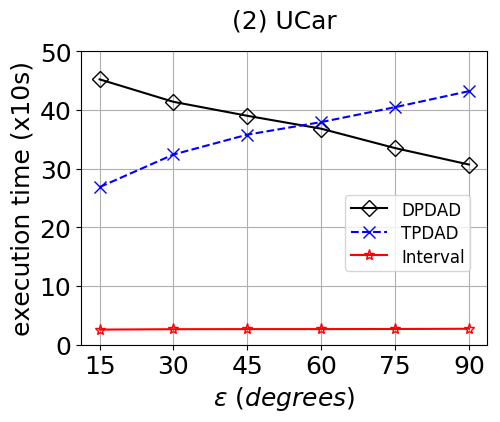 (2) UCar
50
40
30
20
10
0
execution time (x10s)
15 30 45 60 75 90
ε (degrees)
DPDAD
TPDAD
Interval